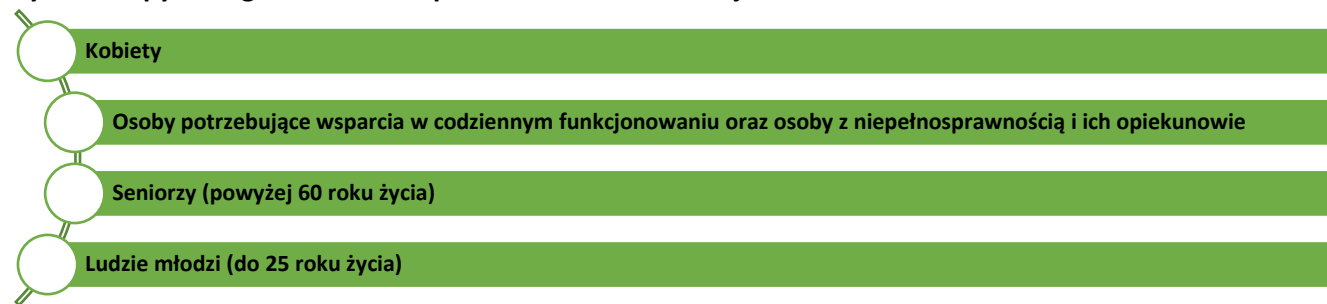 Kobiety
Osoby potrzebujące wsparcia w codziennym funkcjonowaniu oraz osoby z niepełnosprawnością i ich opiekunowie
Seniorzy (powyżej 60 roku życia)
Ludzie młodzi (do 25 roku życia)